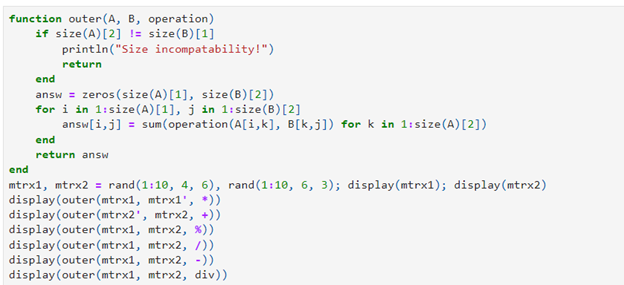 function outer(A, B, operation)
    if size(A)[2] != size(B)[1]
        println("Size incompatability!")
        return
    end
    answ = zeros(size(A)[1], size(B)[2])
    for i in 1:size(A)[1], j in 1:size(B)[2]
        answ[i,j] = sum(operation(A[i,k], B[k,j]) for k in 1:size(A)[2])
    end
    return answ
end
mtrx1, mtrx2 = rand(1:10, 4, 6), rand(1:10, 6, 3); display(mtrx1); display(mtrx2)
display(outer(mtrx1, mtrx1', *))
display(outer(mtrx2', mtrx2, +))
display(outer(mtrx1, mtrx2, %))
display(outer(mtrx1, mtrx2, /))
display(outer(mtrx1, mtrx2, -))
display(outer(mtrx1, mtrx2, div))